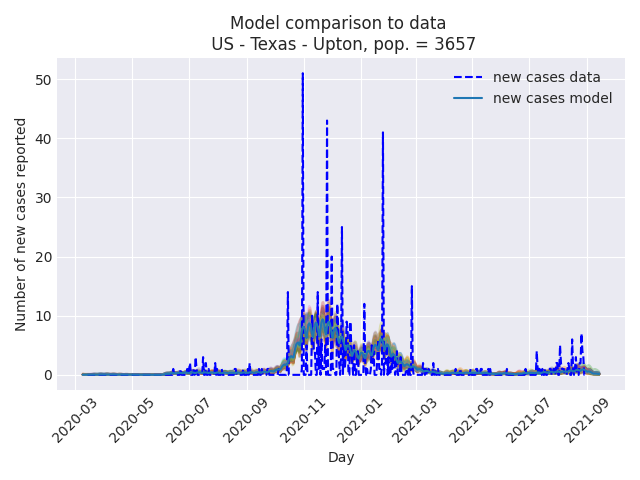 Model comparison to data
US - Texas - Upton, pop. = 3657
new cases data
new cases model
Number of new cases reported
50
40
30
20
10
0
2020-03
2020-05
2020-07
2020-09
2020-11
2021-01
2021-03
2021-05
2021-07
2021-09
Day